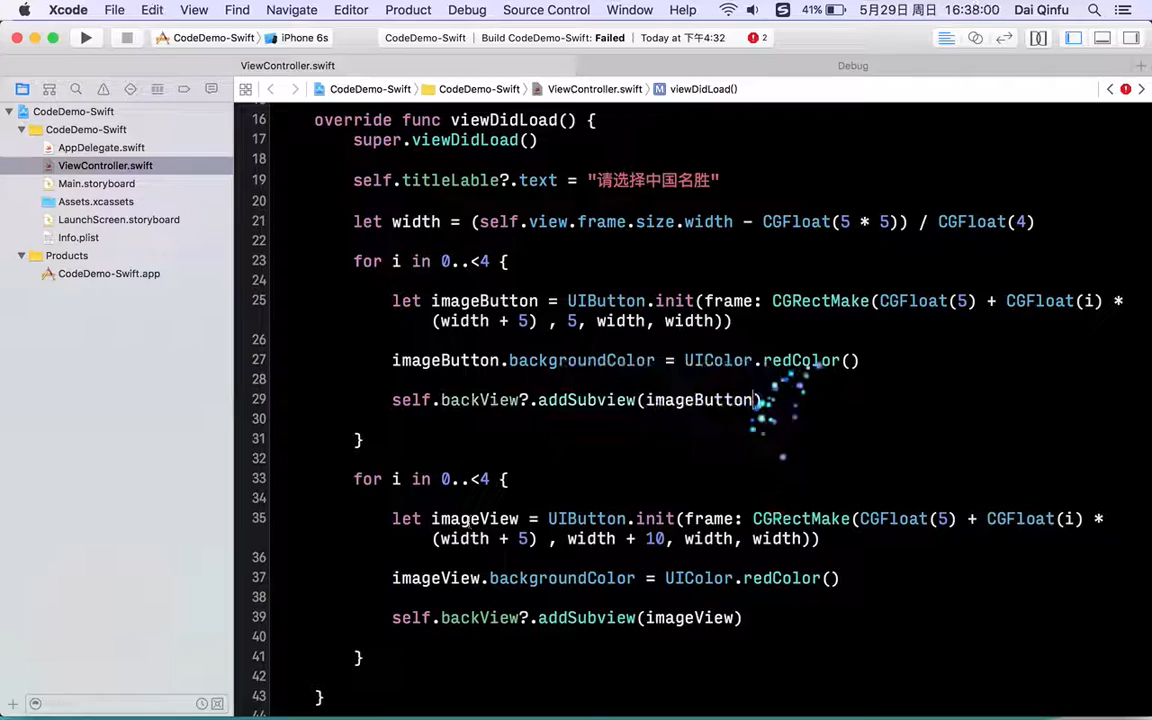 Xcode File Edit View Find Navigate Editor Product Debug Source Control Window Help 41% 5月29日 周日 16:38:00 Dai Qinfu
CodeDemo-Swift iPhone 6s CodeDemo-Swift | Build CodeDemo-Swift: Failed | Today at 下午4:32 2
ViewController.swift Debug
CodeDemo-Swift CodeDemo-Swift ViewController.swift M viewDidLoad()
CodeDemo-Swift
CodeDemo-Swift
AppDelegate.swift
ViewController.swift
Main.storyboard
Assets.xcassets
LaunchScreen.storyboard
Info.plist
Products
CodeDemo-Swift.app
16 override func viewDidLoad() {
17 super.viewDidLoad()
18
19 self.titleLable?.text = "请选择中国名胜"
20
21 let width = (self.view.frame.size.width - CGFloat(5 * 5)) / CGFloat(4)
22
23 for i in 0..<4 {
24
25 let imageButton = UIButton.init(frame: CGRectMake(CGFloat(5) + CGFloat(i) *
(width + 5) , 5, width, width))
26
27 imageButton.backgroundColor = UIColor.redColor()
28
29 self.backView?.addSubview(imageButton)
30
31 }
32
33 for i in 0..<4 {
34
35 let imageView = UIButton.init(frame: CGRectMake(CGFloat(5) + CGFloat(i) *
(width + 5) , width + 10, width, width))
36
37 imageView.backgroundColor = UIColor.redColor()
38
39 self.backView?.addSubview(imageView)
40
41 }
42
43 }